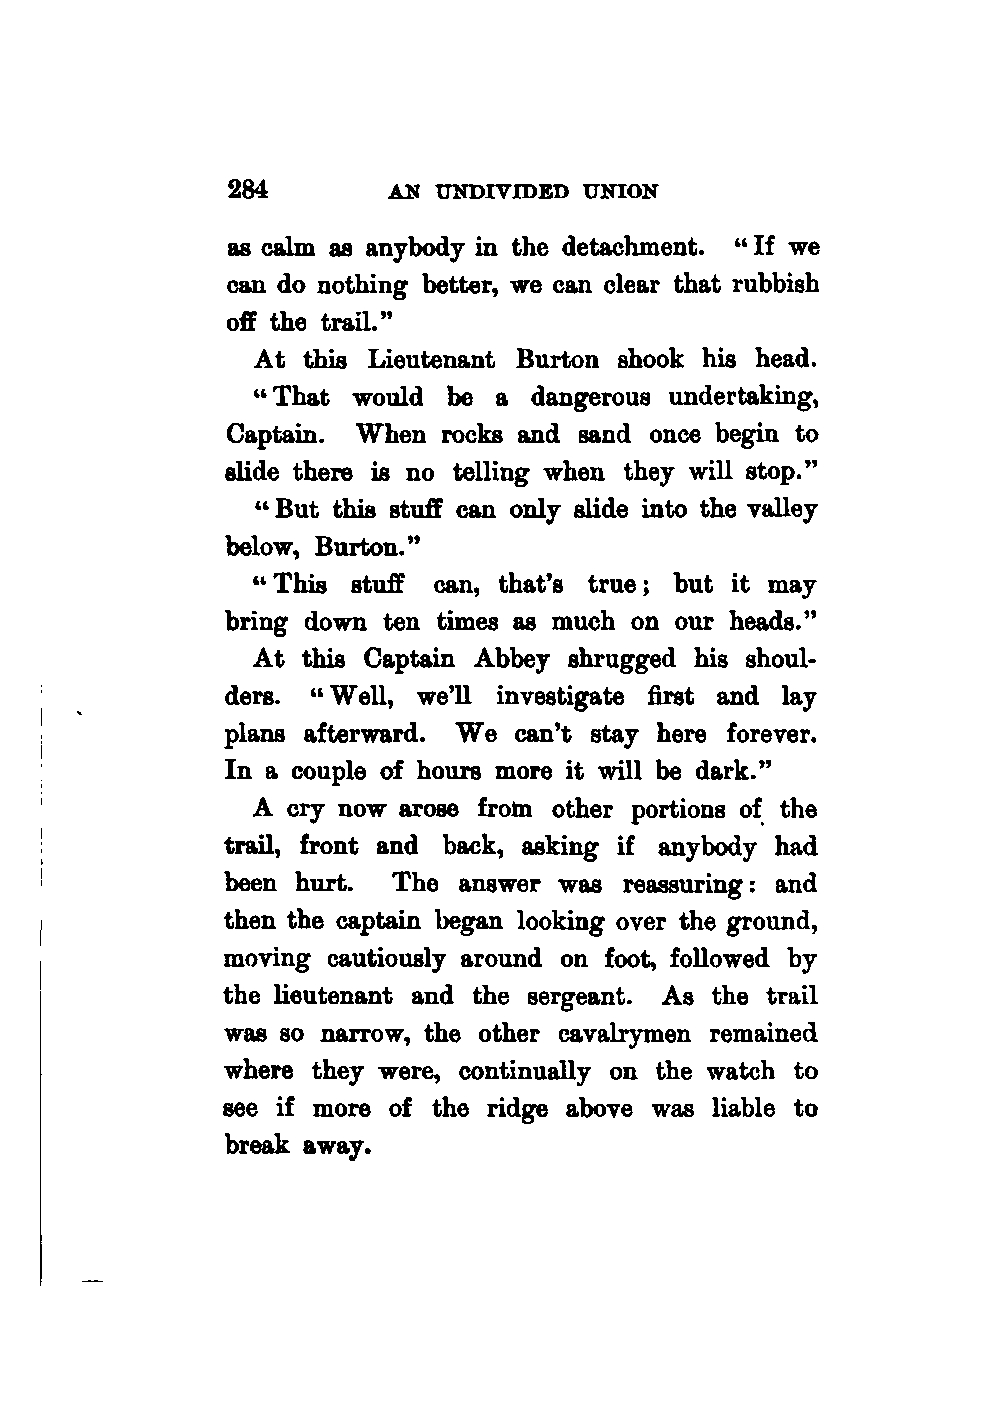 284 AN UNDIVIDED UNION
as calm as anybody in the detachment. “If we
can do nothing better, we can clear that rubbish
off the trail.”
At this Lieutenant Burton shook his head.
“That would be a dangerous undertaking,
Captain. When rocks and sand once begin to
slide there is no telling when they will stop.”
“But this stuff can only slide into the valley
below, Burton.”
“This stuff can, that’s true; but it may
bring down ten times as much on our heads.”
At this Captain Abbey shrugged his shoul-
ders. “Well, we’ll investigate first and lay
plans afterward. We can’t stay here forever.
In a couple of hours more it will be dark.”
A cry now arose from other portions of the
trail, front and back, asking if anybody had
been hurt. The answer was reassuring: and
then the captain began looking over the ground,
moving cautiously around on foot, followed by
the lieutenant and the sergeant. As the trail
was so narrow, the other cavalrymen remained
where they were, continually on the watch to
see if more of the ridge above was liable to
break away.